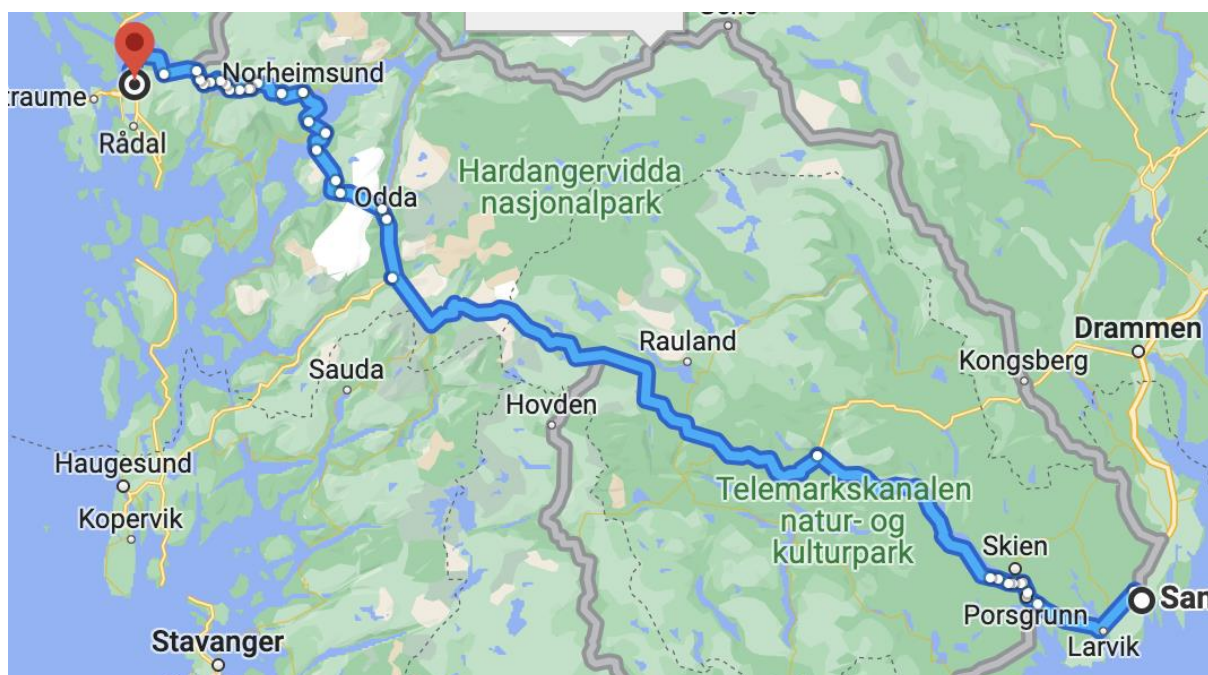 Norheimsund
traume
Rådal
Odda
Hardangervidda
nasjonalpark
Rauland
Drammen
Kongsberg
Sauda
Hovden
Haugesund
Kopervik
Telemarkskanalen
natur- og
kulturpark
Skien
Porsgrunn
San
Larvik
Stavanger